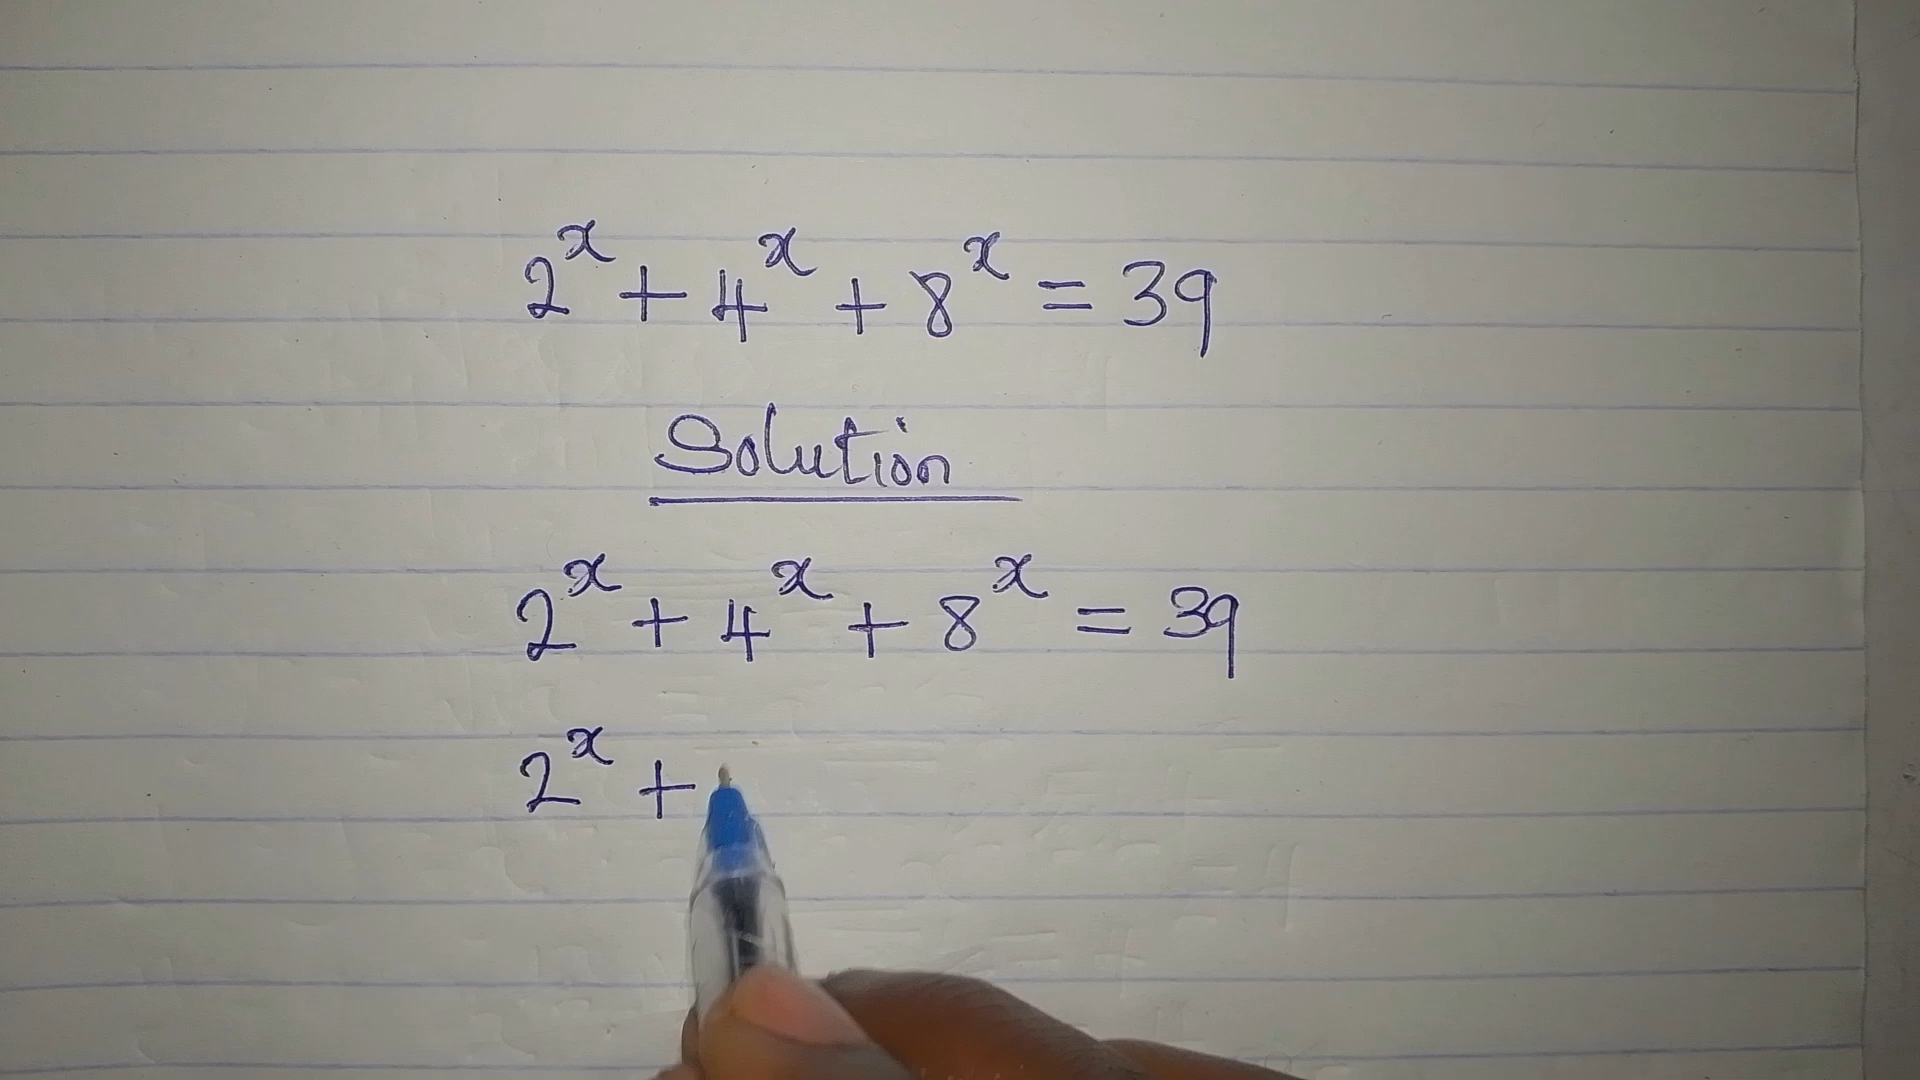 2^x + 4^x + 8^x = 39
Solution
2^x + 4^x + 8^x = 39
2^x +